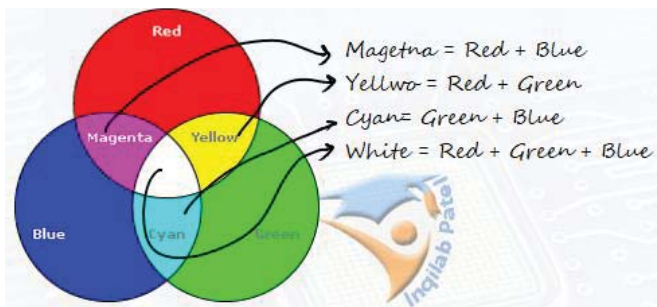 Red
Magetna = Red + Blue
Yellwo = Red + Green
Cyan= Green + Blue
White = Red + Green + Blue
Magenta
Yellow
Blue
Cyan
Green
Inqilab Patel